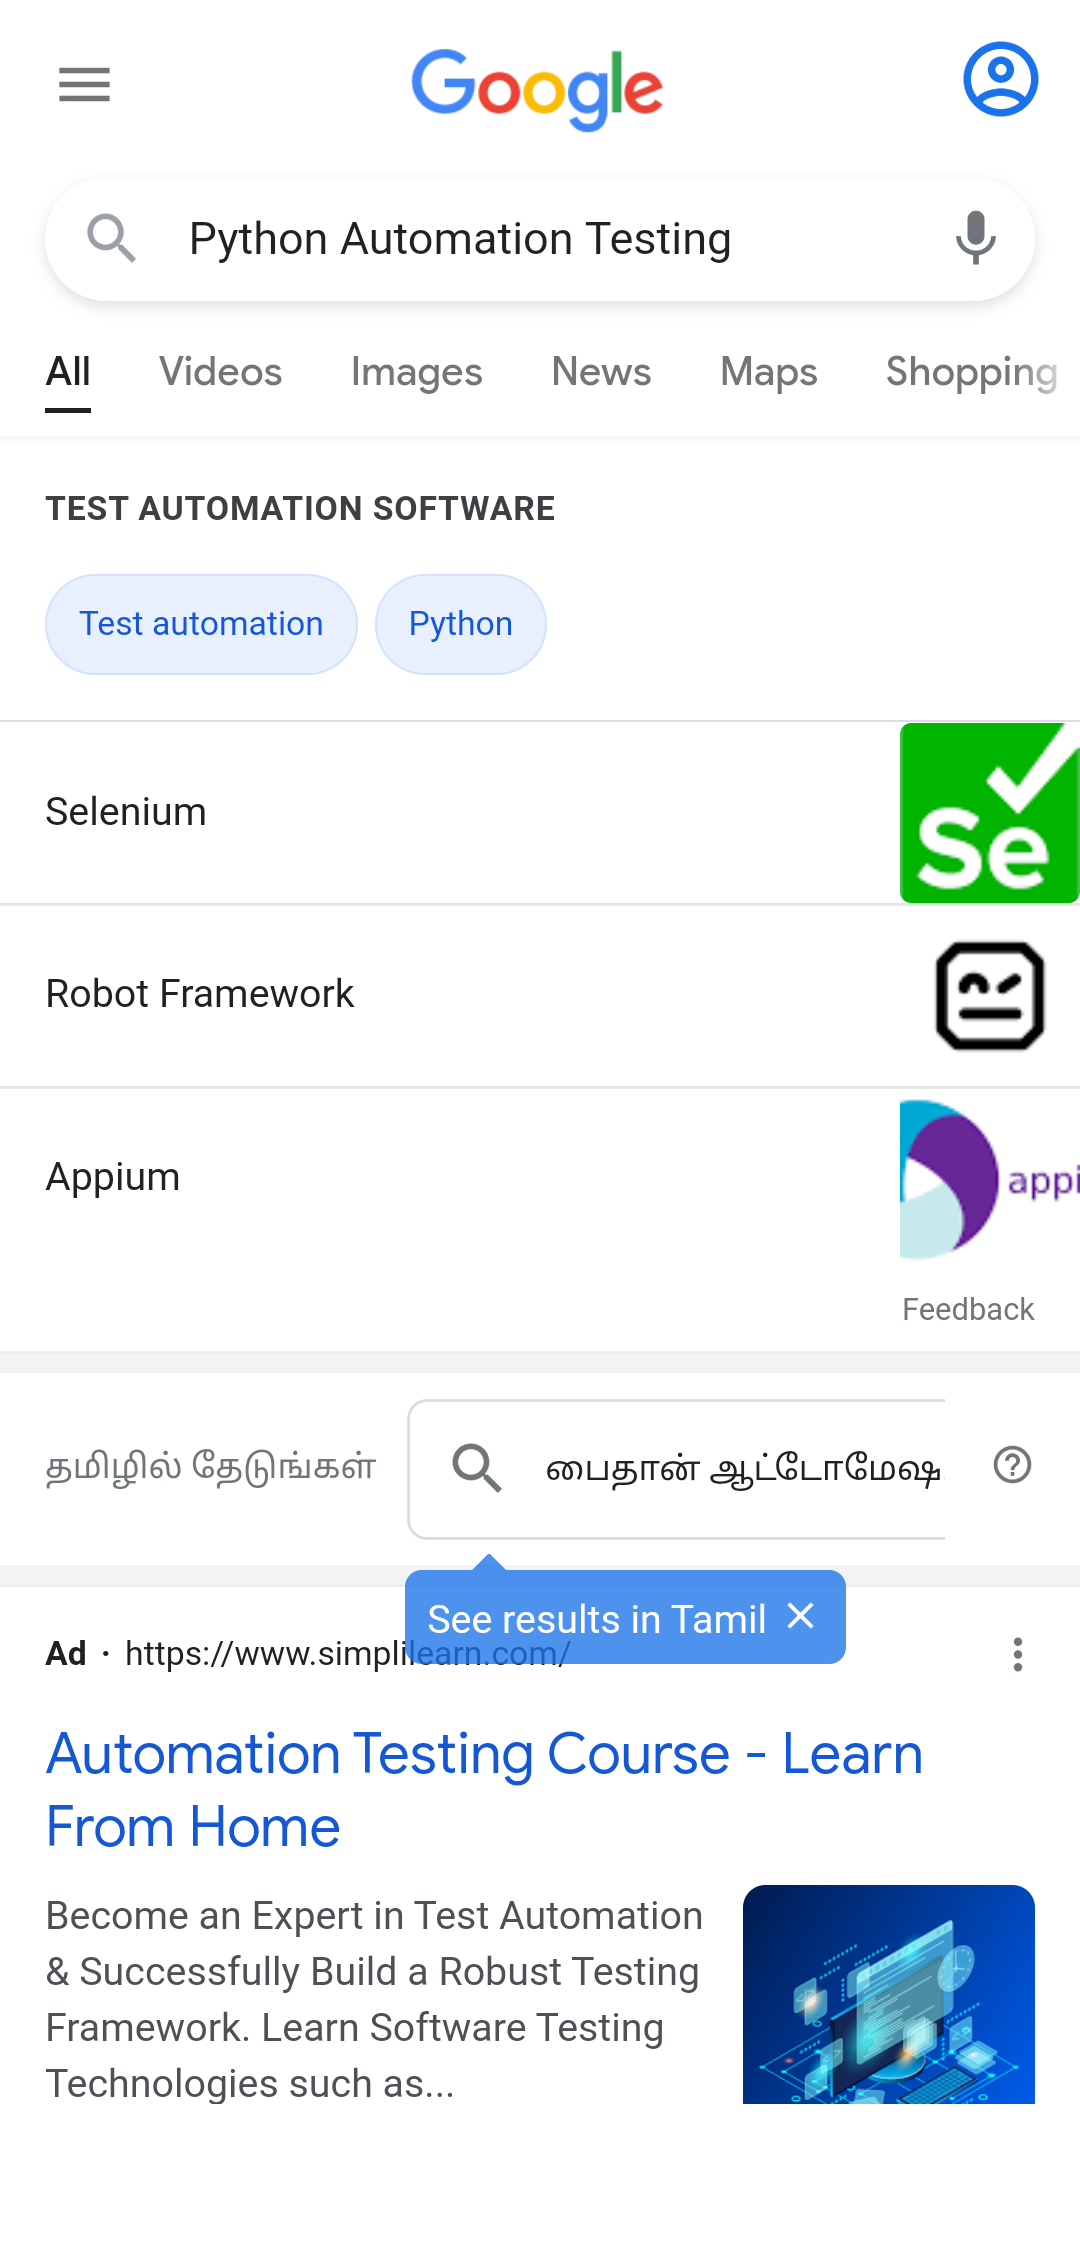 Google
Python Automation Testing
All Videos Images News Maps Shopping
TEST AUTOMATION SOFTWARE
Test automation Python
Selenium
Se
Robot Framework
Appium
appi
Feedback
தமிழில் தேடுங்கள் பைதான் ஆட்டோமேஷ
See results in Tamil
Ad · https://www.simplilearn.com/
Automation Testing Course - Learn
From Home
Become an Expert in Test Automation
& Successfully Build a Robust Testing
Framework. Learn Software Testing
Technologies such as...